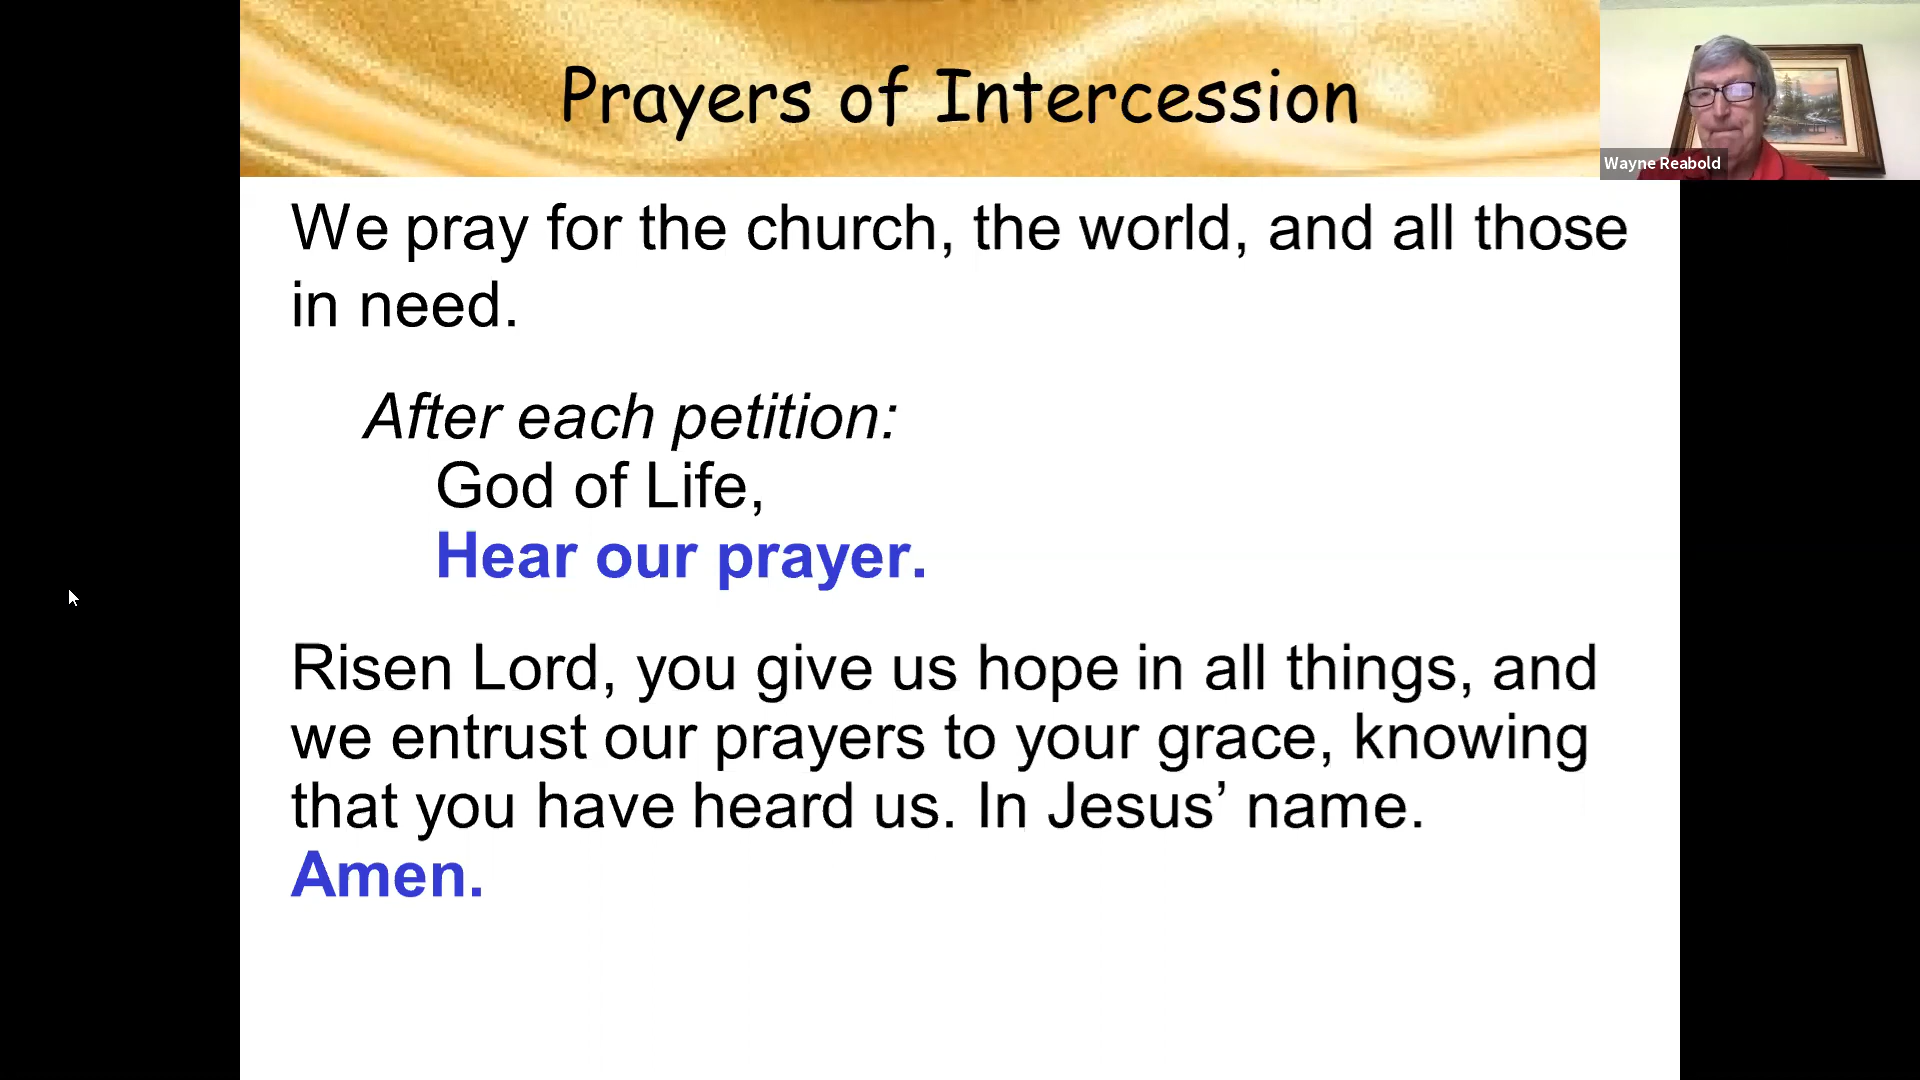 Prayers of Intercession
Wayne Reabold
We pray for the church, the world, and all those
in need.
After each petition:
God of Life,
Hear our prayer.
Risen Lord, you give us hope in all things, and
we entrust our prayers to your grace, knowing
that you have heard us. In Jesus’ name.
Amen.